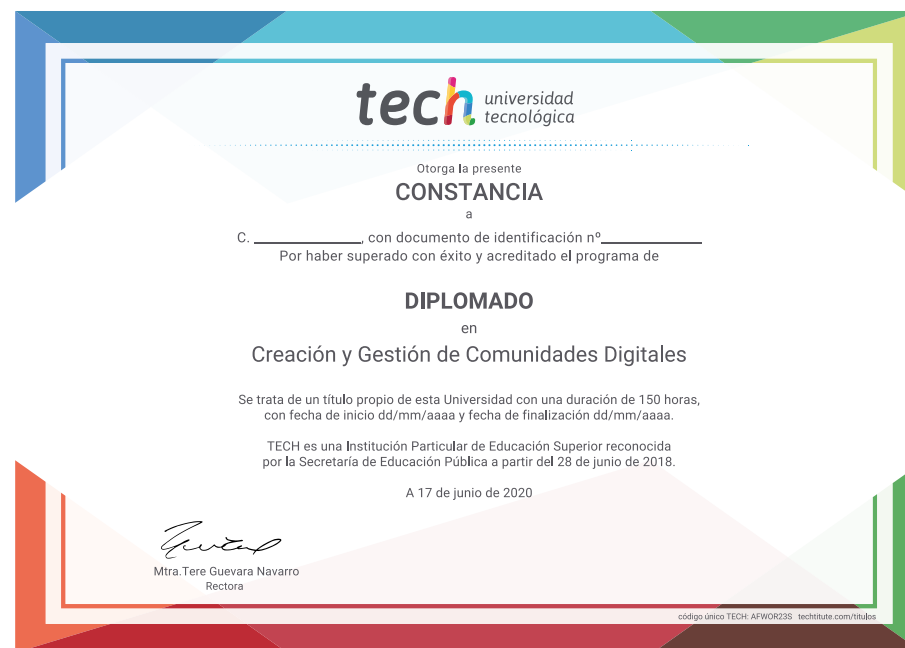 tech universidad
tecnológica
Otorga la presente
CONSTANCIA
a
C. ____________, con documento de identificación nº____________
Por haber superado con éxito y acreditado el programa de
DIPLOMADO
en
Creación y Gestión de Comunidades Digitales
Se trata de un título propio de esta Universidad con una duración de 150 horas,
con fecha de inicio dd/mm/aaaa y fecha de finalización dd/mm/aaaa.
TECH es una Institución Particular de Educación Superior reconocida
por la Secretaría de Educación Pública a partir del 28 de junio de 2018.
A 17 de junio de 2020
Mtra.Tere Guevara Navarro
Rectora
código único TECH: AFWOR23S techtitute.com/titulos